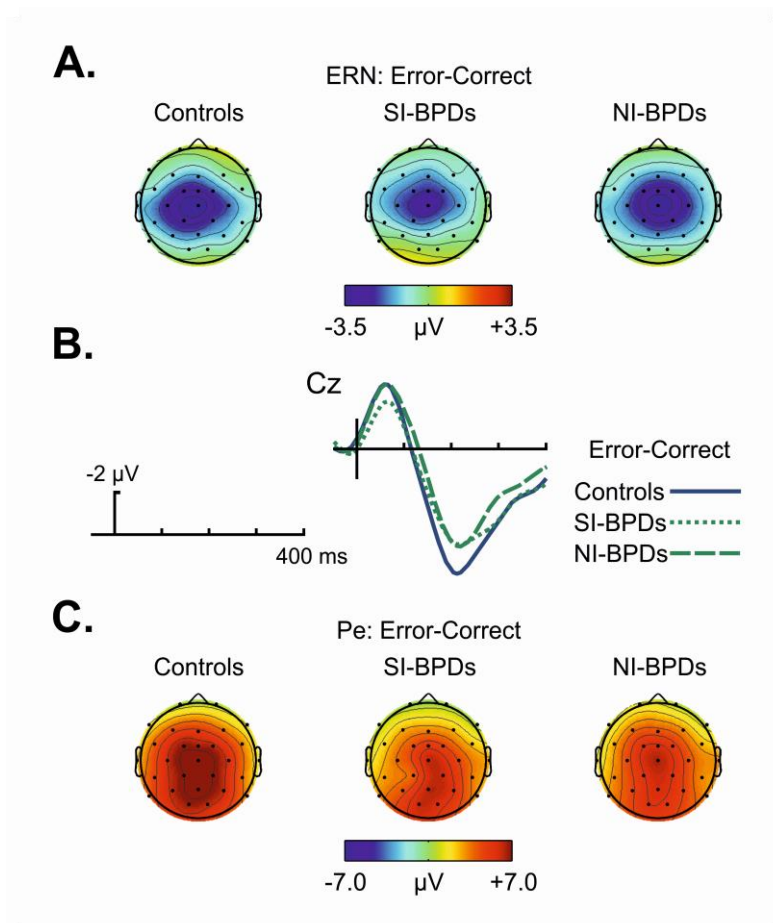 A.
ERN: Error-Correct
Controls
SI-BPDs
NI-BPDs
-3.5
µV
+3.5
B.
Cz
-2 µV
400 ms
Error-Correct
Controls
SI-BPDs
NI-BPDs
C.
Pe: Error-Correct
Controls
SI-BPDs
NI-BPDs
-7.0
µV
+7.0